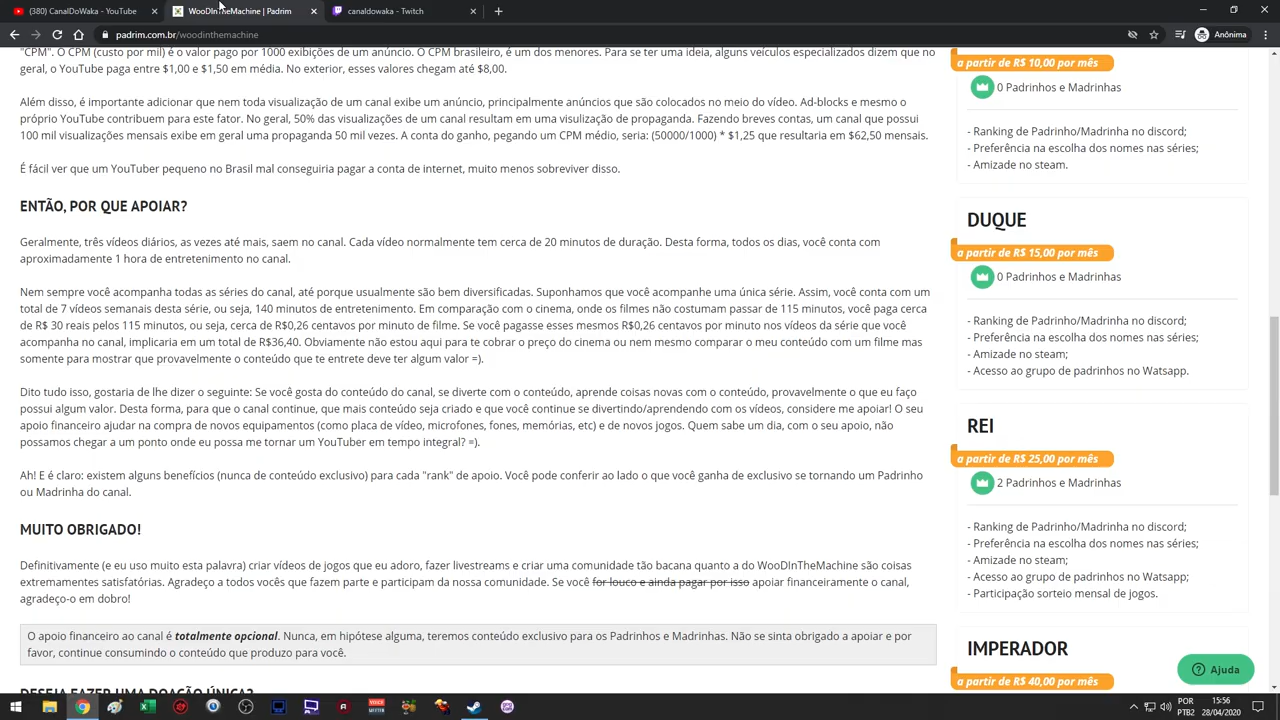 (380) CanalDoWaka - YouTube
WooDInTheMachine | Padrim
canaldowaka - Twitch
padrim.com.br/woodinthemachine
Anônima
"CPM". O CPM (custo por mil) é o valor pago por 1000 exibições de um anúncio. O CPM brasileiro, é um dos menores. Para se ter uma ideia, alguns veículos especializados dizem que no
geral, o YouTube paga entre $1,00 e $1,50 em média. No exterior, esses valores chegam até $8,00.
Além disso, é importante adicionar que nem toda visualização de um canal exibe um anúncio, principalmente anúncios que são colocados no meio do vídeo. Ad-blocks e mesmo o
próprio YouTube contribuem para este fator. No geral, 50% das visualizações de um canal resultam em uma visulização de propaganda. Fazendo breves contas, um canal que possui
100 mil visualizações mensais exibe em geral uma propaganda 50 mil vezes. A conta do ganho, pegando um CPM médio, seria: (50000/1000) * $1,25 que resultaria em $62,50 mensais.
É fácil ver que um YouTuber pequeno no Brasil mal conseguiria pagar a conta de internet, muito menos sobreviver disso.
ENTÃO, POR QUE APOIAR?
Geralmente, três vídeos diários, as vezes até mais, saem no canal. Cada vídeo normalmente tem cerca de 20 minutos de duração. Desta forma, todos os dias, você conta com
aproximadamente 1 hora de entretenimento no canal.
Nem sempre você acompanha todas as séries do canal, até porque usualmente são bem diversificadas. Suponhamos que você acompanhe uma única série. Assim, você conta com um
total de 7 vídeos semanais desta série, ou seja, 140 minutos de entretenimento. Em comparação com o cinema, onde os filmes não costumam passar de 115 minutos, você paga cerca
de R$ 30 reais pelos 115 minutos, ou seja, cerca de R$0,26 centavos por minuto de filme. Se você pagasse esses mesmos R$0,26 centavos por minuto nos vídeos da série que você
acompanha no canal, implicaria em um total de R$36,40. Obviamente não estou aqui para te cobrar o preço do cinema ou nem mesmo comparar o meu conteúdo com um filme mas
somente para mostrar que provavelmente o conteúdo que te entrete deve ter algum valor =).
Dito tudo isso, gostaria de lhe dizer o seguinte: Se você gosta do conteúdo do canal, se diverte com o conteúdo, aprende coisas novas com o conteúdo, provavelmente o que eu faço
possui algum valor. Desta forma, para que o canal continue, que mais conteúdo seja criado e que você continue se divertindo/aprendendo com os vídeos, considere me apoiar! O seu
apoio financeiro ajudar na compra de novos equipamentos (como placa de vídeo, microfones, fones, memórias, etc) e de novos jogos. Quem sabe um dia, com o seu apoio, não
possamos chegar a um ponto onde eu possa me tornar um YouTuber em tempo integral? =).
Ah! E é claro: existem alguns benefícios (nunca de conteúdo exclusivo) para cada "rank" de apoio. Você pode conferir ao lado o que você ganha de exclusivo se tornando um Padrinho
ou Madrinha do canal.
MUITO OBRIGADO!
Definitivamente (e eu uso muito esta palavra) criar vídeos de jogos que eu adoro, fazer livestreams e criar uma comunidade tão bacana quanto a do WooDInTheMachine são coisas
extremamentes satisfatórias. Agradeço a todos vocês que fazem parte e participam da nossa comunidade. Se você for louco e ainda pagar por isso apoiar financeiramente o canal,
agradeço-o em dobro!
O apoio financeiro ao canal é totalmente opcional. Nunca, em hipótese alguma, teremos conteúdo exclusivo para os Padrinhos e Madrinhas. Não se sinta obrigado a apoiar e por
favor, continue consumindo o conteúdo que produzo para você.
DESEJA FAZER UMA DOAÇÃO ÚNICA?
a partir de R$ 10,00 por mês
0 Padrinhos e Madrinhas
- Ranking de Padrinho/Madrinha no discord;
- Preferência na escolha dos nomes nas séries;
- Amizade no steam.
DUQUE
a partir de R$ 15,00 por mês
0 Padrinhos e Madrinhas
- Ranking de Padrinho/Madrinha no discord;
- Preferência na escolha dos nomes nas séries;
- Amizade no steam;
- Acesso ao grupo de padrinhos no Watsapp.
REI
a partir de R$ 25,00 por mês
2 Padrinhos e Madrinhas
- Ranking de Padrinho/Madrinha no discord;
- Preferência na escolha dos nomes nas séries;
- Amizade no steam;
- Acesso ao grupo de padrinhos no Watsapp;
- Participação sorteio mensal de jogos.
IMPERADOR
a partir de R$ 40,00 por mês
Ajuda
POR
PTB2
15:56
28/04/2020